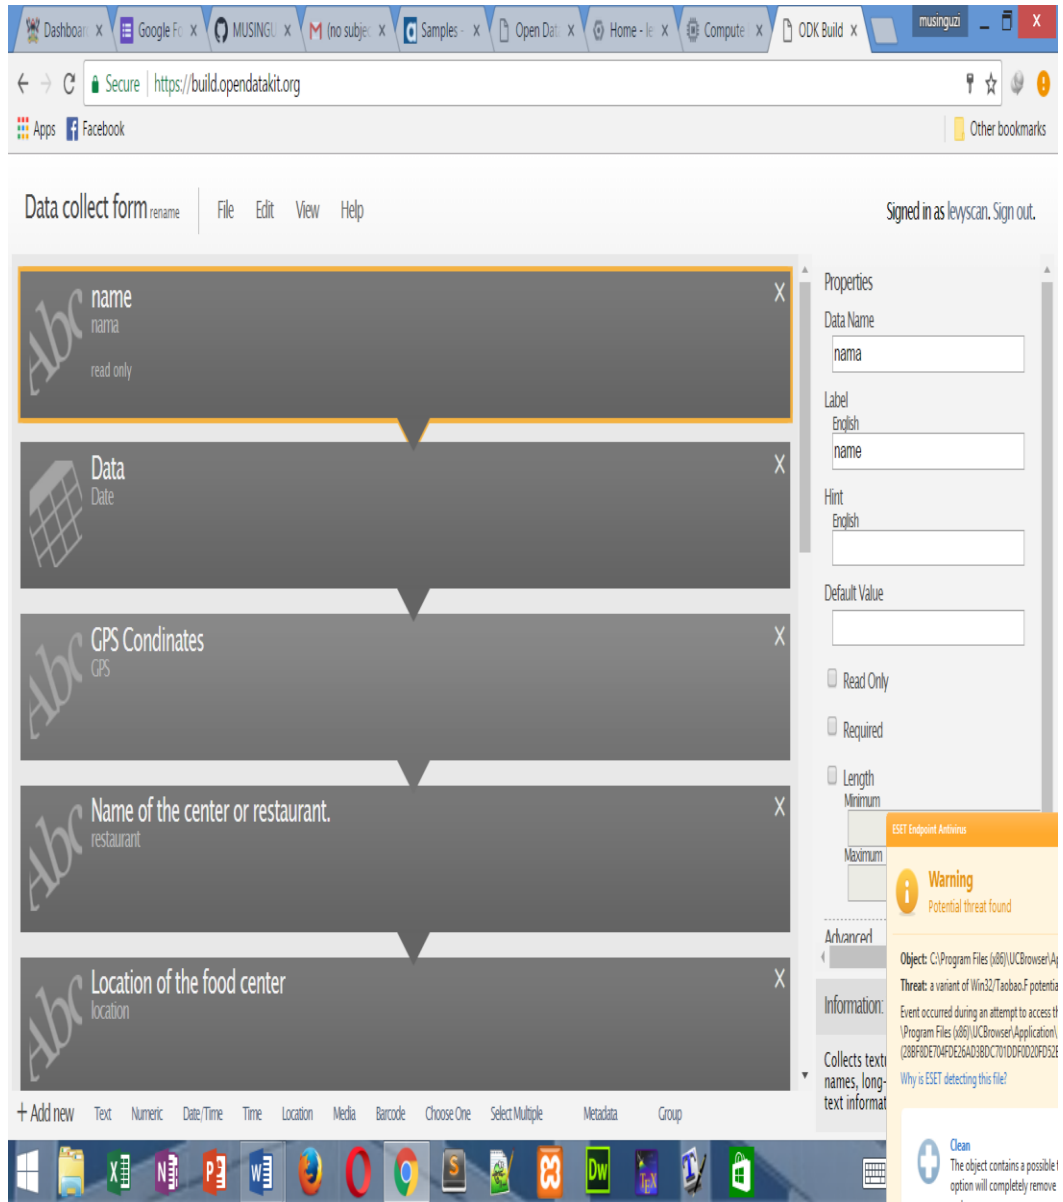 Dashboar Google Fo MUSINGU (no subjec Samples - Open Dat Home - le Compute ODK Build musinguzi
Secure https://build.opendatakit.org
Apps Facebook Other bookmarks
Data collect form rename File Edit View Help Signed in as levyscan. Sign out.
name
nama
read only
Data
Date
GPS Condinates
GPS
Name of the center or restaurant.
restaurant
Location of the food center
location
Properties
Data Name
nama
Label
English
name
Hint
English
Default Value
Read Only
Required
Length
Minimum
Maximum
Advanced
Information:
Collects textu
names, long-
text informat
ESET Endpoint Antivirus
Warning
Potential threat found
Object: C:\Program Files (x86)\UCBrowser\Ap
Threat: a variant of Win32/Taobao.F potentia
Event occurred during an attempt to access th
\Program Files (x86)\UCBrowser\Application\
(28BF8DE704FDE26AD3BDC701DDF0D20FD52E
Why is ESET detecting this file?
Clean
The object contains a possible t
option will completely remove
+ Add new Text Numeric Date/Time Time Location Media Barcode Choose One Select Multiple Metadata Group